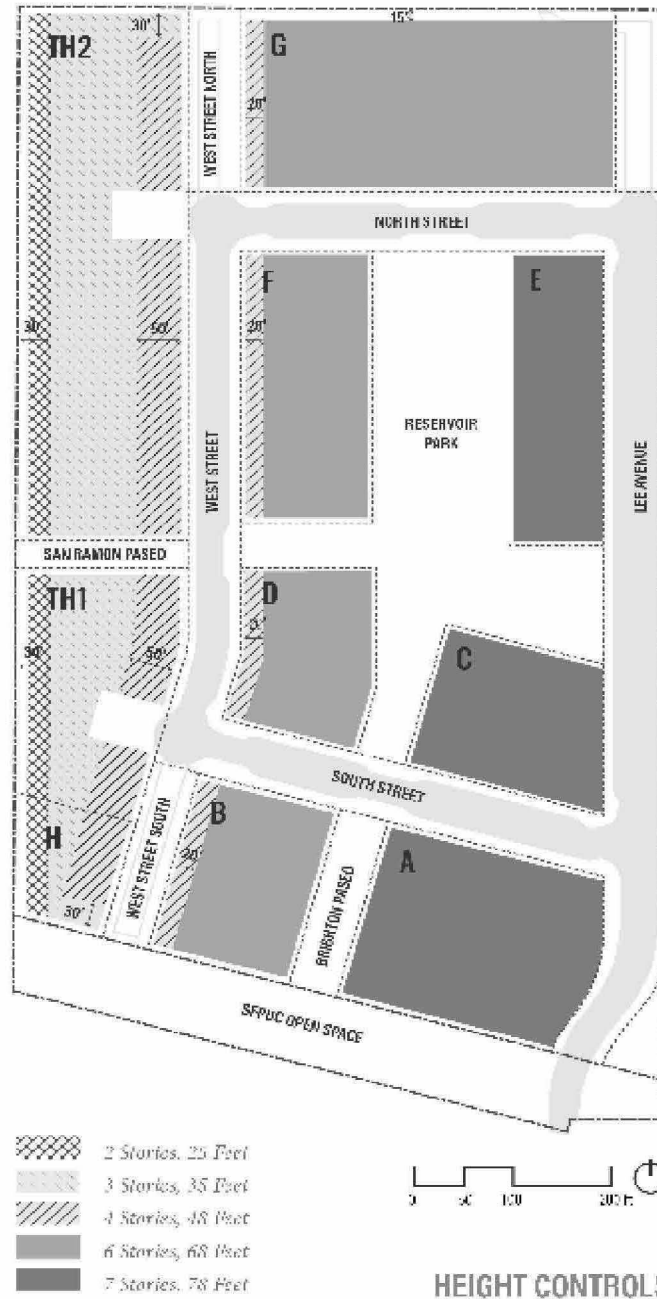 30'
TH2
G
WEST STREET NORTH
20'
NORTH STREET
F
E
30'
50'
20'
RESERVOIR
PARK
WEST STREET
LEE AVENUE
SAN RAMON PASEO
TH1
D
30'
50'
C
SOUTH STREET
H
B
A
20'
WEST STREET SOUTH
BRIGHTON PASEO
30'
SFPUC OPEN SPACE
2 Stories, 25 Feet
3 Stories, 35 Feet
4 Stories, 48 Feet
6 Stories, 68 Feet
7 Stories, 78 Feet
0 50 100 200 Ft
HEIGHT CONTROLS